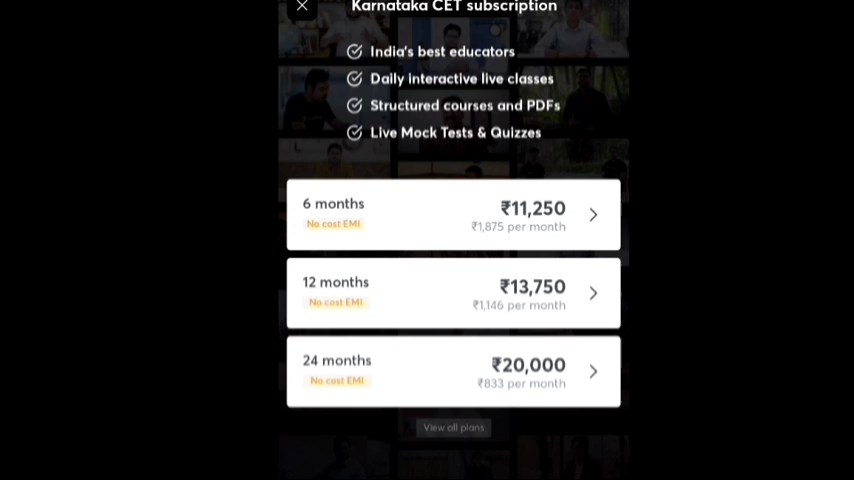 Karnataka CET subscription
India's best educators
Daily interactive live classes
Structured courses and PDFs
Live Mock Tests & Quizzes
6 months
₹11,250
No cost EMI
₹1,875 per month
12 months
₹13,750
No cost EMI
₹1,146 per month
24 months
₹20,000
No cost EMI
₹833 per month
View all plans